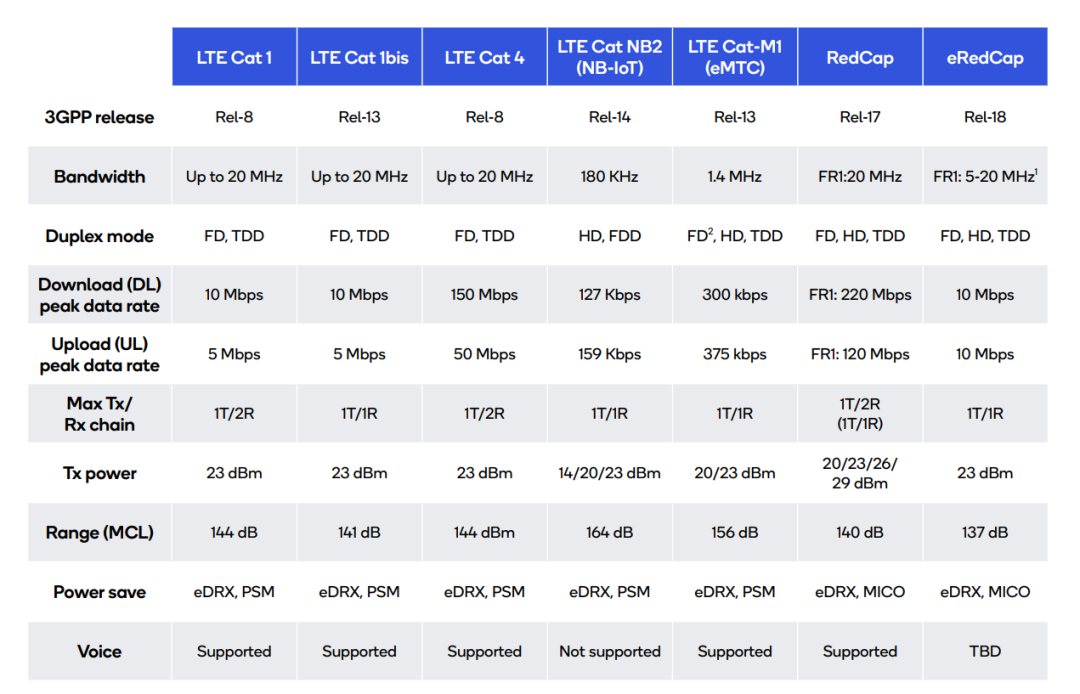 LTE Cat 1 LTE Cat 1bis LTE Cat 4 LTE Cat NB2 (NB-IoT) LTE Cat-M1 (eMTC) RedCap eRedCap
3GPP release Rel-8 Rel-13 Rel-8 Rel-14 Rel-13 Rel-17 Rel-18
Bandwidth Up to 20 MHz Up to 20 MHz Up to 20 MHz 180 KHz 1.4 MHz FR1:20 MHz FR1: 5-20 MHz¹
Duplex mode FD, TDD FD, TDD FD, TDD HD, FDD FD², HD, TDD FD, HD, TDD FD, HD, TDD
Download (DL) peak data rate 10 Mbps 10 Mbps 150 Mbps 127 Kbps 300 kbps FR1: 220 Mbps 10 Mbps
Upload (UL) peak data rate 5 Mbps 5 Mbps 50 Mbps 159 Kbps 375 kbps FR1: 120 Mbps 10 Mbps
Max Tx/ Rx chain 1T/2R 1T/1R 1T/2R 1T/1R 1T/1R 1T/2R (1T/1R) 1T/1R
Tx power 23 dBm 23 dBm 23 dBm 14/20/23 dBm 20/23 dBm 20/23/26/ 29 dBm 23 dBm
Range (MCL) 144 dB 141 dB 144 dBm 164 dB 156 dB 140 dB 137 dB
Power save eDRX, PSM eDRX, PSM eDRX, PSM eDRX, PSM eDRX, PSM eDRX, MICO eDRX, MICO
Voice Supported Supported Supported Not supported Supported Supported TBD